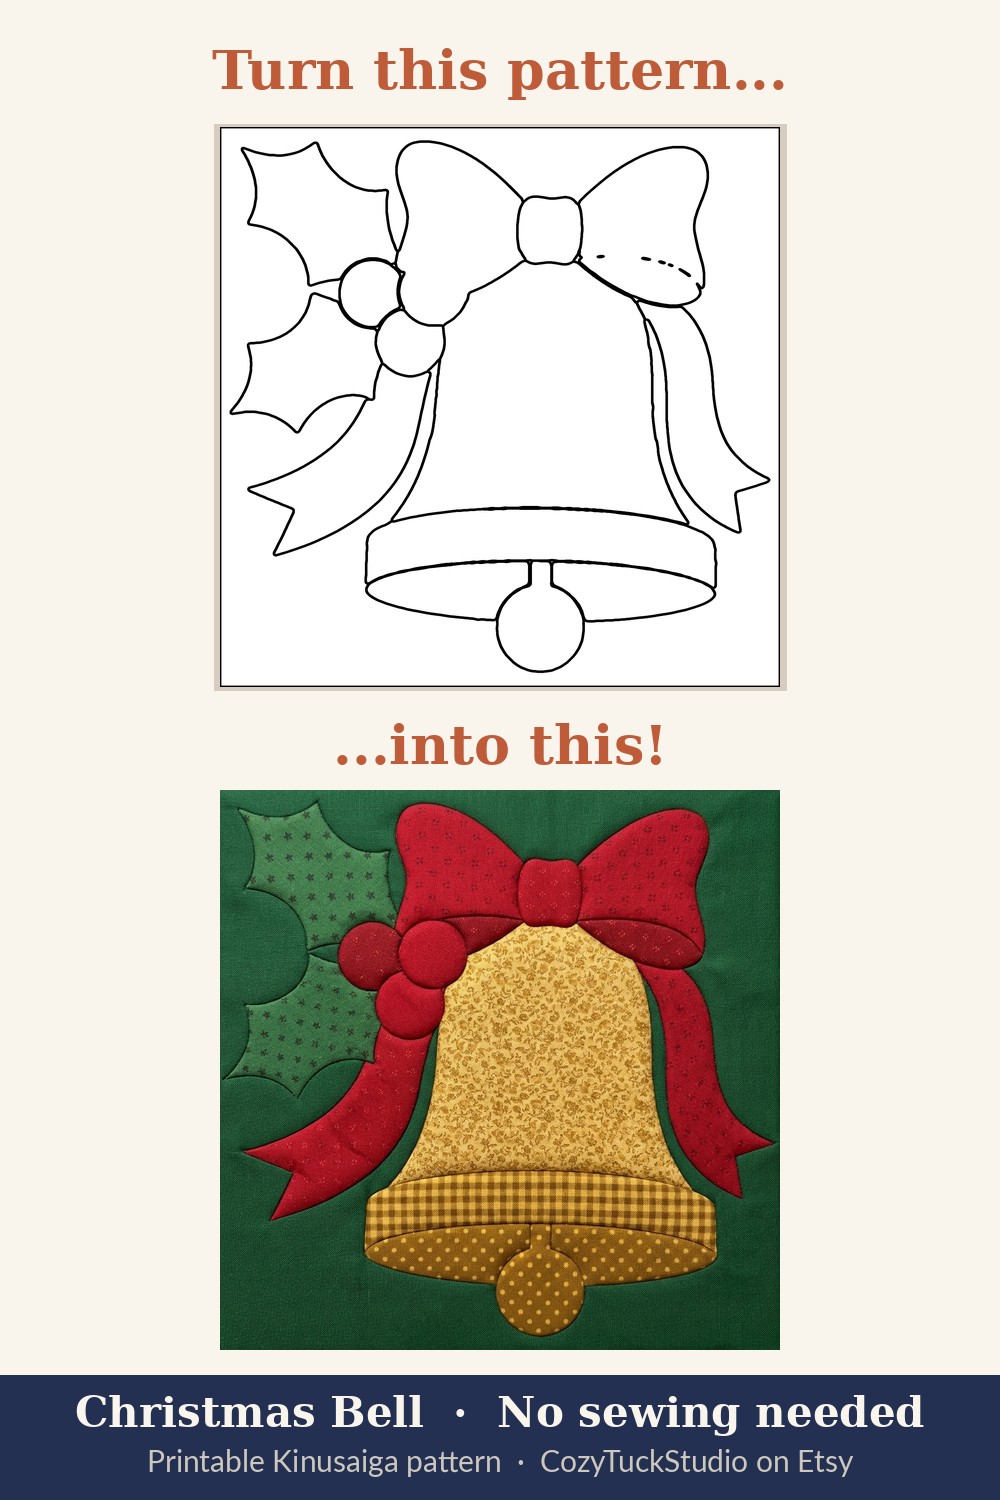 Turn this pattern...
...into this!
Christmas Bell · No sewing needed
Printable Kinusaiga pattern · CozyTuckStudio on Etsy